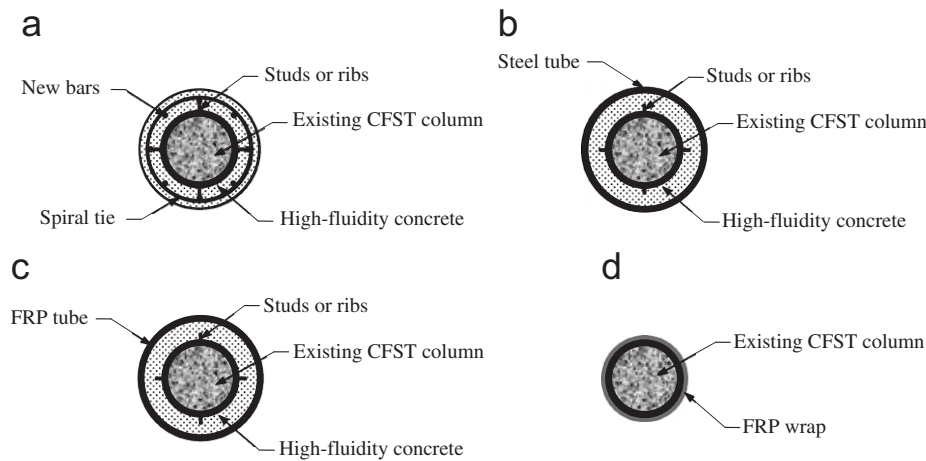 a
Studs or ribs
New bars
Existing CFST column
Spiral tie
High-fluidity concrete
b
Steel tube
Studs or ribs
Existing CFST column
High-fluidity concrete
c
Studs or ribs
FRP tube
Existing CFST column
High-fluidity concrete
d
Existing CFST column
FRP wrap